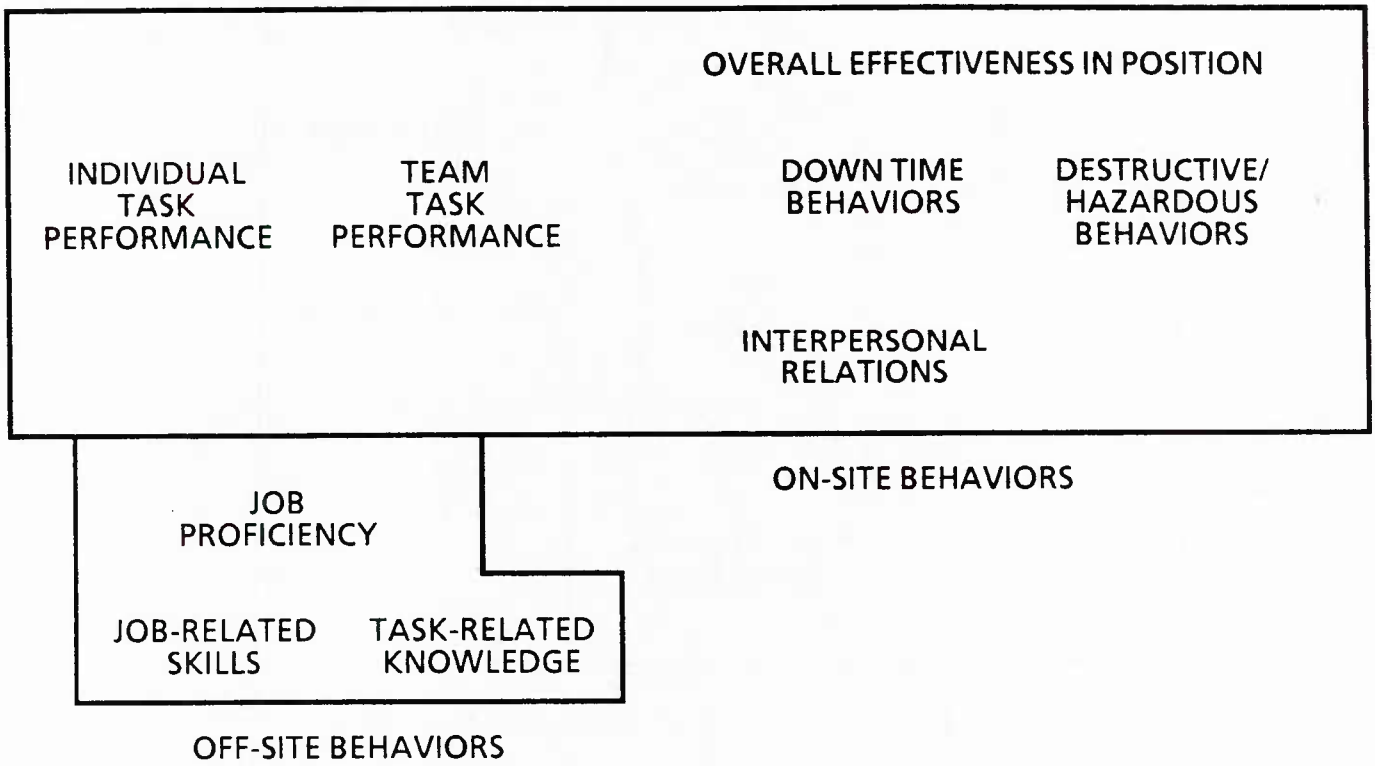 OVERALL EFFECTIVENESS IN POSITION
INDIVIDUAL
TASK
PERFORMANCE
TEAM
TASK
PERFORMANCE
DOWN TIME
BEHAVIORS
DESTRUCTIVE/
HAZARDOUS
BEHAVIORS
INTERPERSONAL
RELATIONS
ON-SITE BEHAVIORS
JOB
PROFICIENCY
JOB-RELATED
SKILLS
TASK-RELATED
KNOWLEDGE
OFF-SITE BEHAVIORS